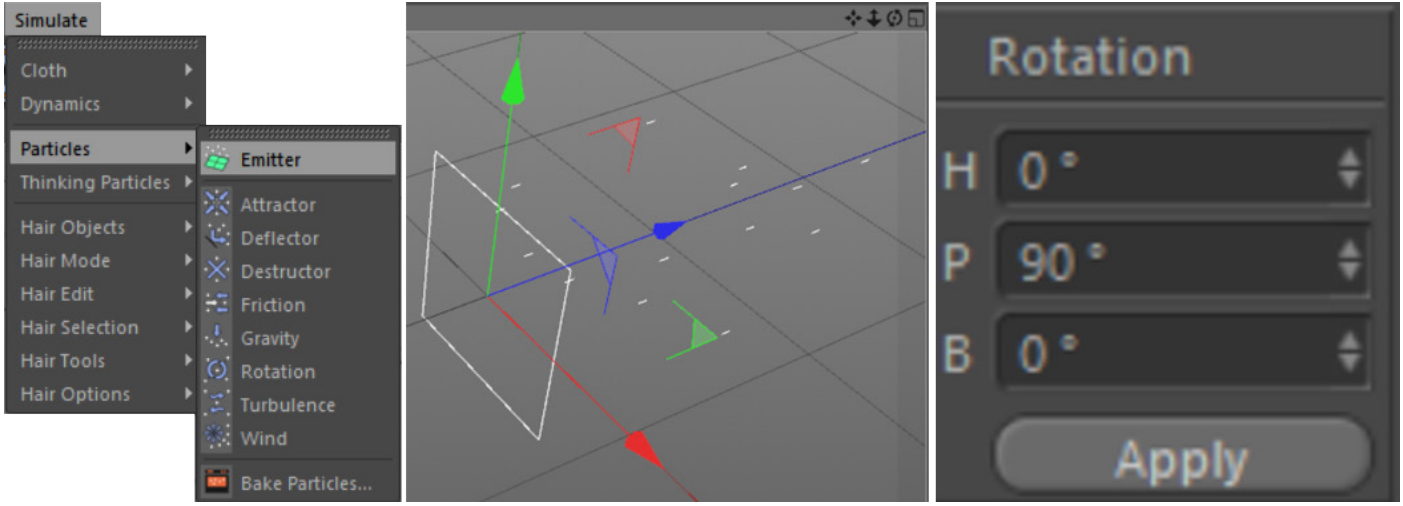 Simulate
Cloth
Dynamics
Particles
Thinking Particles
Hair Objects
Hair Mode
Hair Edit
Hair Selection
Hair Tools
Hair Options
Emitter
Attractor
Deflector
Destructor
Friction
Gravity
Rotation
Turbulence
Wind
Bake Particles...
Rotation
H 0 °
P 90 °
B 0 °
Apply